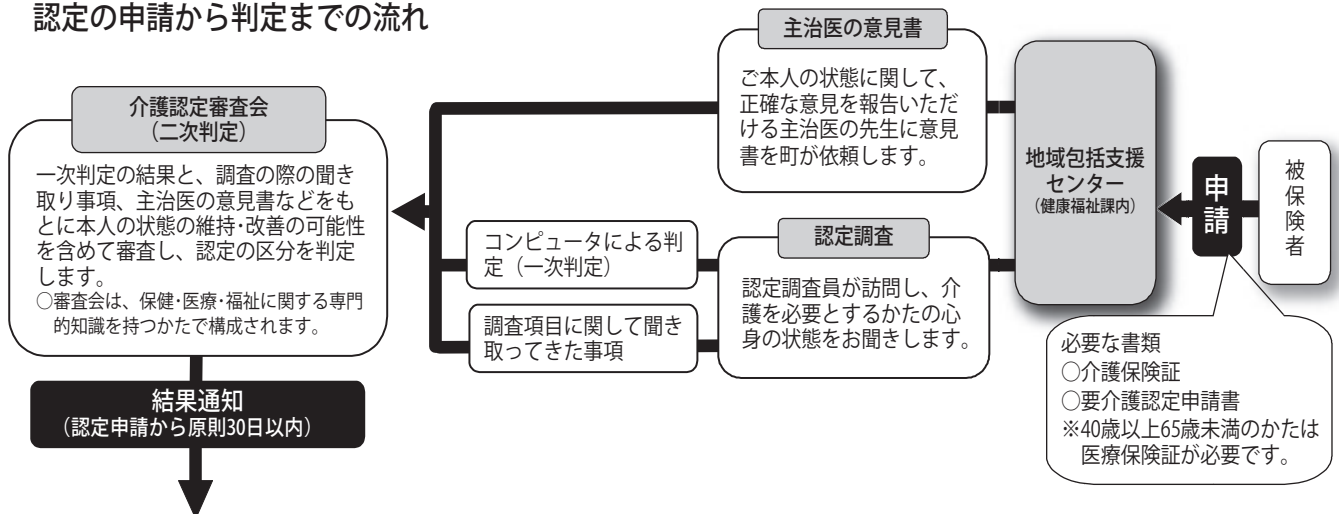 認定の申請から判定までの流れ
被保険者
申請
必要な書類
○介護保険証
○要介護認定申請書
※40歳以上65歳未満のかたは
医療保険証が必要です。
地域包括支援
センター
(健康福祉課内)
主治医の意見書
ご本人の状態に関して、
正確な意見を報告いただ
ける主治医の先生に意見
書を町が依頼します。
認定調査
認定調査員が訪問し、介
護を必要とするかたの心
身の状態をお聞きします。
コンピュータによる判
定（一次判定）
調査項目に関して聞き
取ってきた事項
介護認定審査会
（二次判定）
一次判定の結果と、調査の際の聞き
取り事項、主治医の意見書などをも
とに本人の状態の維持・改善の可能性
を含めて審査し、認定の区分を判定
します。
○審査会は、保健・医療・福祉に関する専門
的知識を持つかたで構成されます。
結果通知
（認定申請から原則30日以内）